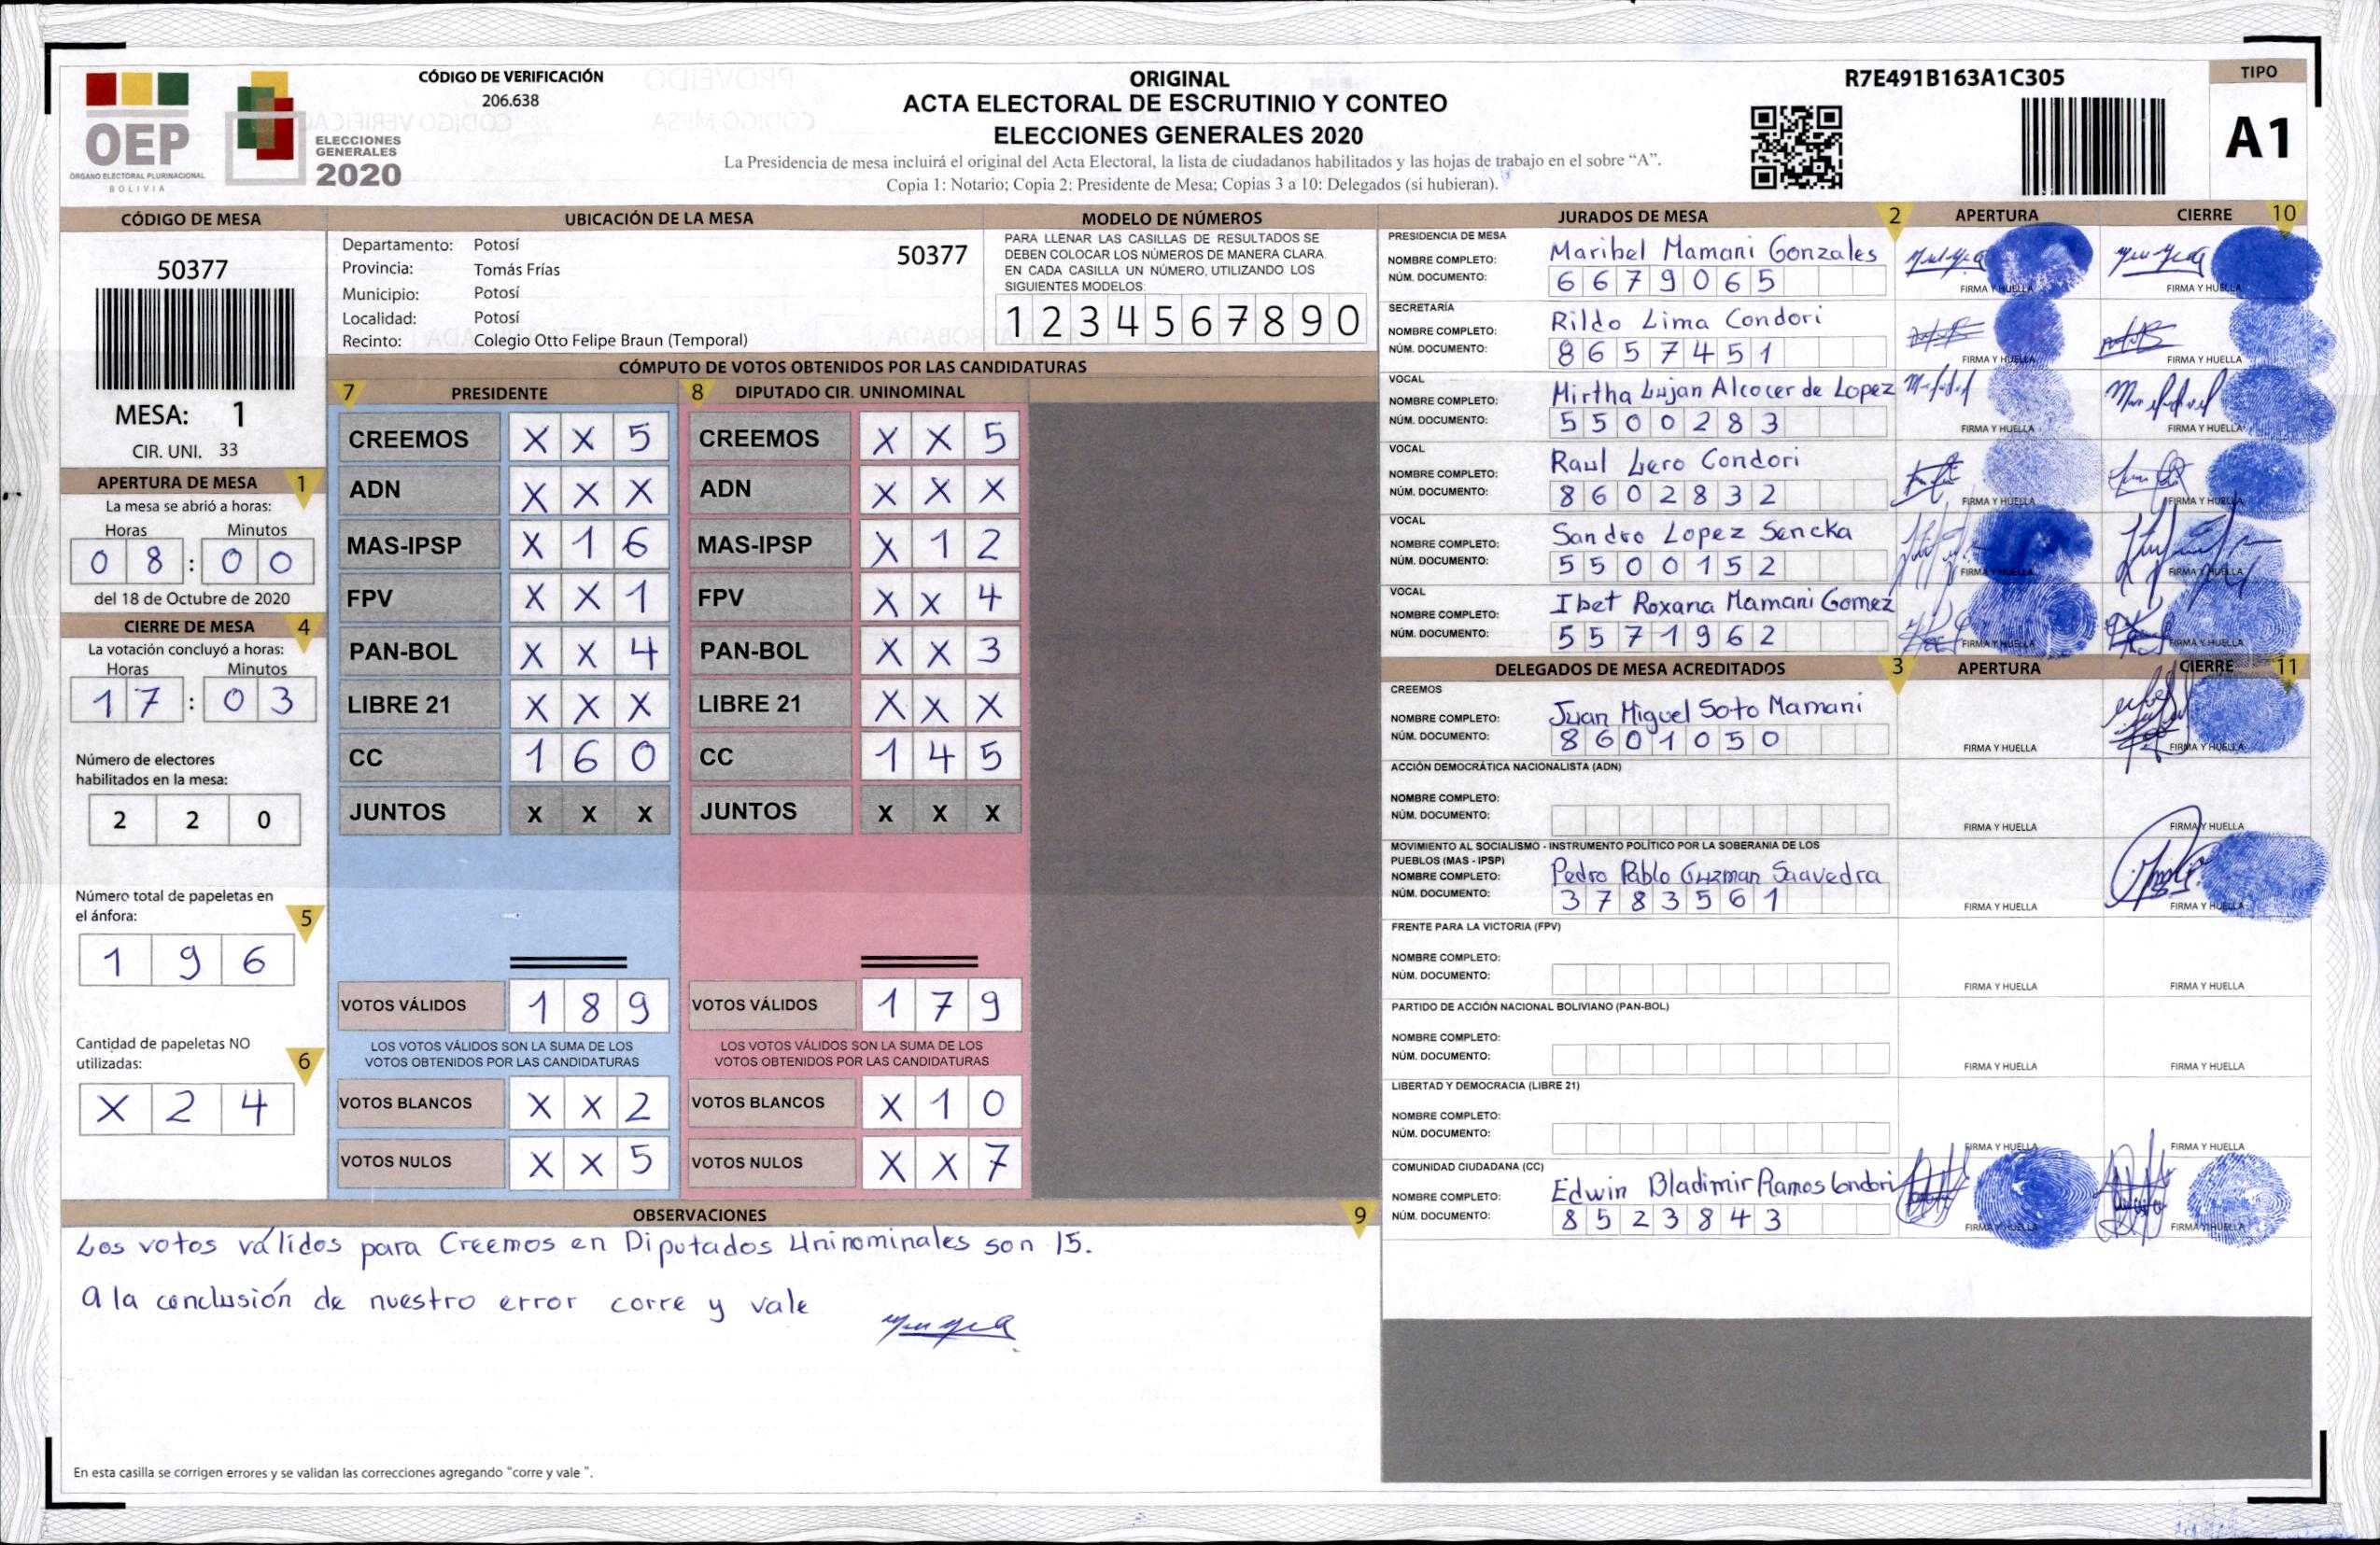 OEP
ÓRGANO ELECTORAL PLURINACIONAL
BOLIVIA
ELECCIONES
GENERALES
2020
CÓDIGO DE VERIFICACIÓN
206.638
ORIGINAL
ACTA ELECTORAL DE ESCRUTINIO Y CONTEO
ELECCIONES GENERALES 2020
La Presidencia de mesa incluirá el original del Acta Electoral, la lista de ciudadanos habilitados y las hojas de trabajo en el sobre “A”.
Copia 1: Notario; Copia 2: Presidente de Mesa; Copias 3 a 10: Delegados (si hubieran).
R7E491B163A1C305
TIPO
A1
CÓDIGO DE MESA
50377
MESA: 1
CIR. UNI. 33
APERTURA DE MESA 1
La mesa se abrió a horas:
Horas Minutos
0 8 : 0 0
del 18 de Octubre de 2020
CIERRE DE MESA 4
La votación concluyó a horas:
Horas Minutos
1 7 : 0 3
Número de electores
habilitados en la mesa:
2 2 0
Número total de papeletas en
el ánfora: 5
1 9 6
Cantidad de papeletas NO
utilizadas: 6
X 2 4
UBICACIÓN DE LA MESA
Departamento: Potosí 50377
Provincia: Tomás Frías
Municipio: Potosí
Localidad: Potosí
Recinto: Colegio Otto Felipe Braun (Temporal)
MODELO DE NÚMEROS
PARA LLENAR LAS CASILLAS DE RESULTADOS SE
DEBEN COLOCAR LOS NÚMEROS DE MANERA CLARA.
EN CADA CASILLA UN NÚMERO, UTILIZANDO LOS
SIGUIENTES MODELOS:
1 2 3 4 5 6 7 8 9 0
CÓMPUTO DE VOTOS OBTENIDOS POR LAS CANDIDATURAS
7 PRESIDENTE
CREEMOS X X 5
ADN X X X
MAS-IPSP X 1 6
FPV X X 1
PAN-BOL X X 4
LIBRE 21 X X X
CC 1 6 0
JUNTOS X X X
VOTOS VÁLIDOS 1 8 9
LOS VOTOS VÁLIDOS SON LA SUMA DE LOS
VOTOS OBTENIDOS POR LAS CANDIDATURAS
VOTOS BLANCOS X X 2
VOTOS NULOS X X 5
8 DIPUTADO CIR. UNINOMINAL
CREEMOS X X 5
ADN X X X
MAS-IPSP X 1 2
FPV X X 4
PAN-BOL X X 3
LIBRE 21 X X X
CC 1 4 5
JUNTOS X X X
VOTOS VÁLIDOS 1 7 9
LOS VOTOS VÁLIDOS SON LA SUMA DE LOS
VOTOS OBTENIDOS POR LAS CANDIDATURAS
VOTOS BLANCOS X 1 0
VOTOS NULOS X X 7
OBSERVACIONES 9
Los votos válidos para Creemos en Diputados Uninominales son 15.
A la conclusión de nuestro error corre y vale
En esta casilla se corrigen errores y se validan las correcciones agregando “corre y vale ”.
JURADOS DE MESA 2 APERTURA CIERRE 10
PRESIDENCIA DE MESA
NOMBRE COMPLETO: Maribel Mamani Gonzales
NÚM. DOCUMENTO: 6 6 7 9 0 6 5
FIRMA Y HUELLA FIRMA Y HUELLA
SECRETARÍA
NOMBRE COMPLETO: Rildo Lima Condori
NÚM. DOCUMENTO: 8 6 5 7 4 5 1
FIRMA Y HUELLA FIRMA Y HUELLA
VOCAL
NOMBRE COMPLETO: Mirtha Lujan Alcocer de Lopez
NÚM. DOCUMENTO: 5 5 0 0 2 8 3
FIRMA Y HUELLA FIRMA Y HUELLA
VOCAL
NOMBRE COMPLETO: Raul Lero Condori
NÚM. DOCUMENTO: 8 6 0 2 8 3 2
FIRMA Y HUELLA FIRMA Y HUELLA
VOCAL
NOMBRE COMPLETO: Sandro Lopez Sencka
NÚM. DOCUMENTO: 5 5 0 0 1 5 2
FIRMA Y HUELLA FIRMA Y HUELLA
VOCAL
NOMBRE COMPLETO: Ibet Roxana Mamani Gomez
NÚM. DOCUMENTO: 5 5 7 1 9 6 2
FIRMA Y HUELLA FIRMA Y HUELLA
DELEGADOS DE MESA ACREDITADOS 3 APERTURA CIERRE 11
CREEMOS
NOMBRE COMPLETO: Juan Miguel Soto Mamani
NÚM. DOCUMENTO: 8 6 0 1 0 5 0
FIRMA Y HUELLA FIRMA Y HUELLA
ACCIÓN DEMOCRÁTICA NACIONALISTA (ADN)
NOMBRE COMPLETO:
NÚM. DOCUMENTO:
FIRMA Y HUELLA FIRMA Y HUELLA
MOVIMIENTO AL SOCIALISMO - INSTRUMENTO POLÍTICO POR LA SOBERANIA DE LOS
PUEBLOS (MAS - IPSP)
NOMBRE COMPLETO: Pedro Pablo Guzman Saavedra
NÚM. DOCUMENTO: 3 7 8 3 5 6 1
FIRMA Y HUELLA FIRMA Y HUELLA
FRENTE PARA LA VICTORIA (FPV)
NOMBRE COMPLETO:
NÚM. DOCUMENTO:
FIRMA Y HUELLA FIRMA Y HUELLA
PARTIDO DE ACCIÓN NACIONAL BOLIVIANO (PAN-BOL)
NOMBRE COMPLETO:
NÚM. DOCUMENTO:
FIRMA Y HUELLA FIRMA Y HUELLA
LIBERTAD Y DEMOCRACIA (LIBRE 21)
NOMBRE COMPLETO:
NÚM. DOCUMENTO:
FIRMA Y HUELLA FIRMA Y HUELLA
COMUNIDAD CIUDADANA (CC)
NOMBRE COMPLETO: Edwin Bladimir Ramos Condori
NÚM. DOCUMENTO: 8 5 2 3 8 4 3
FIRMA Y HUELLA FIRMA Y HUELLA